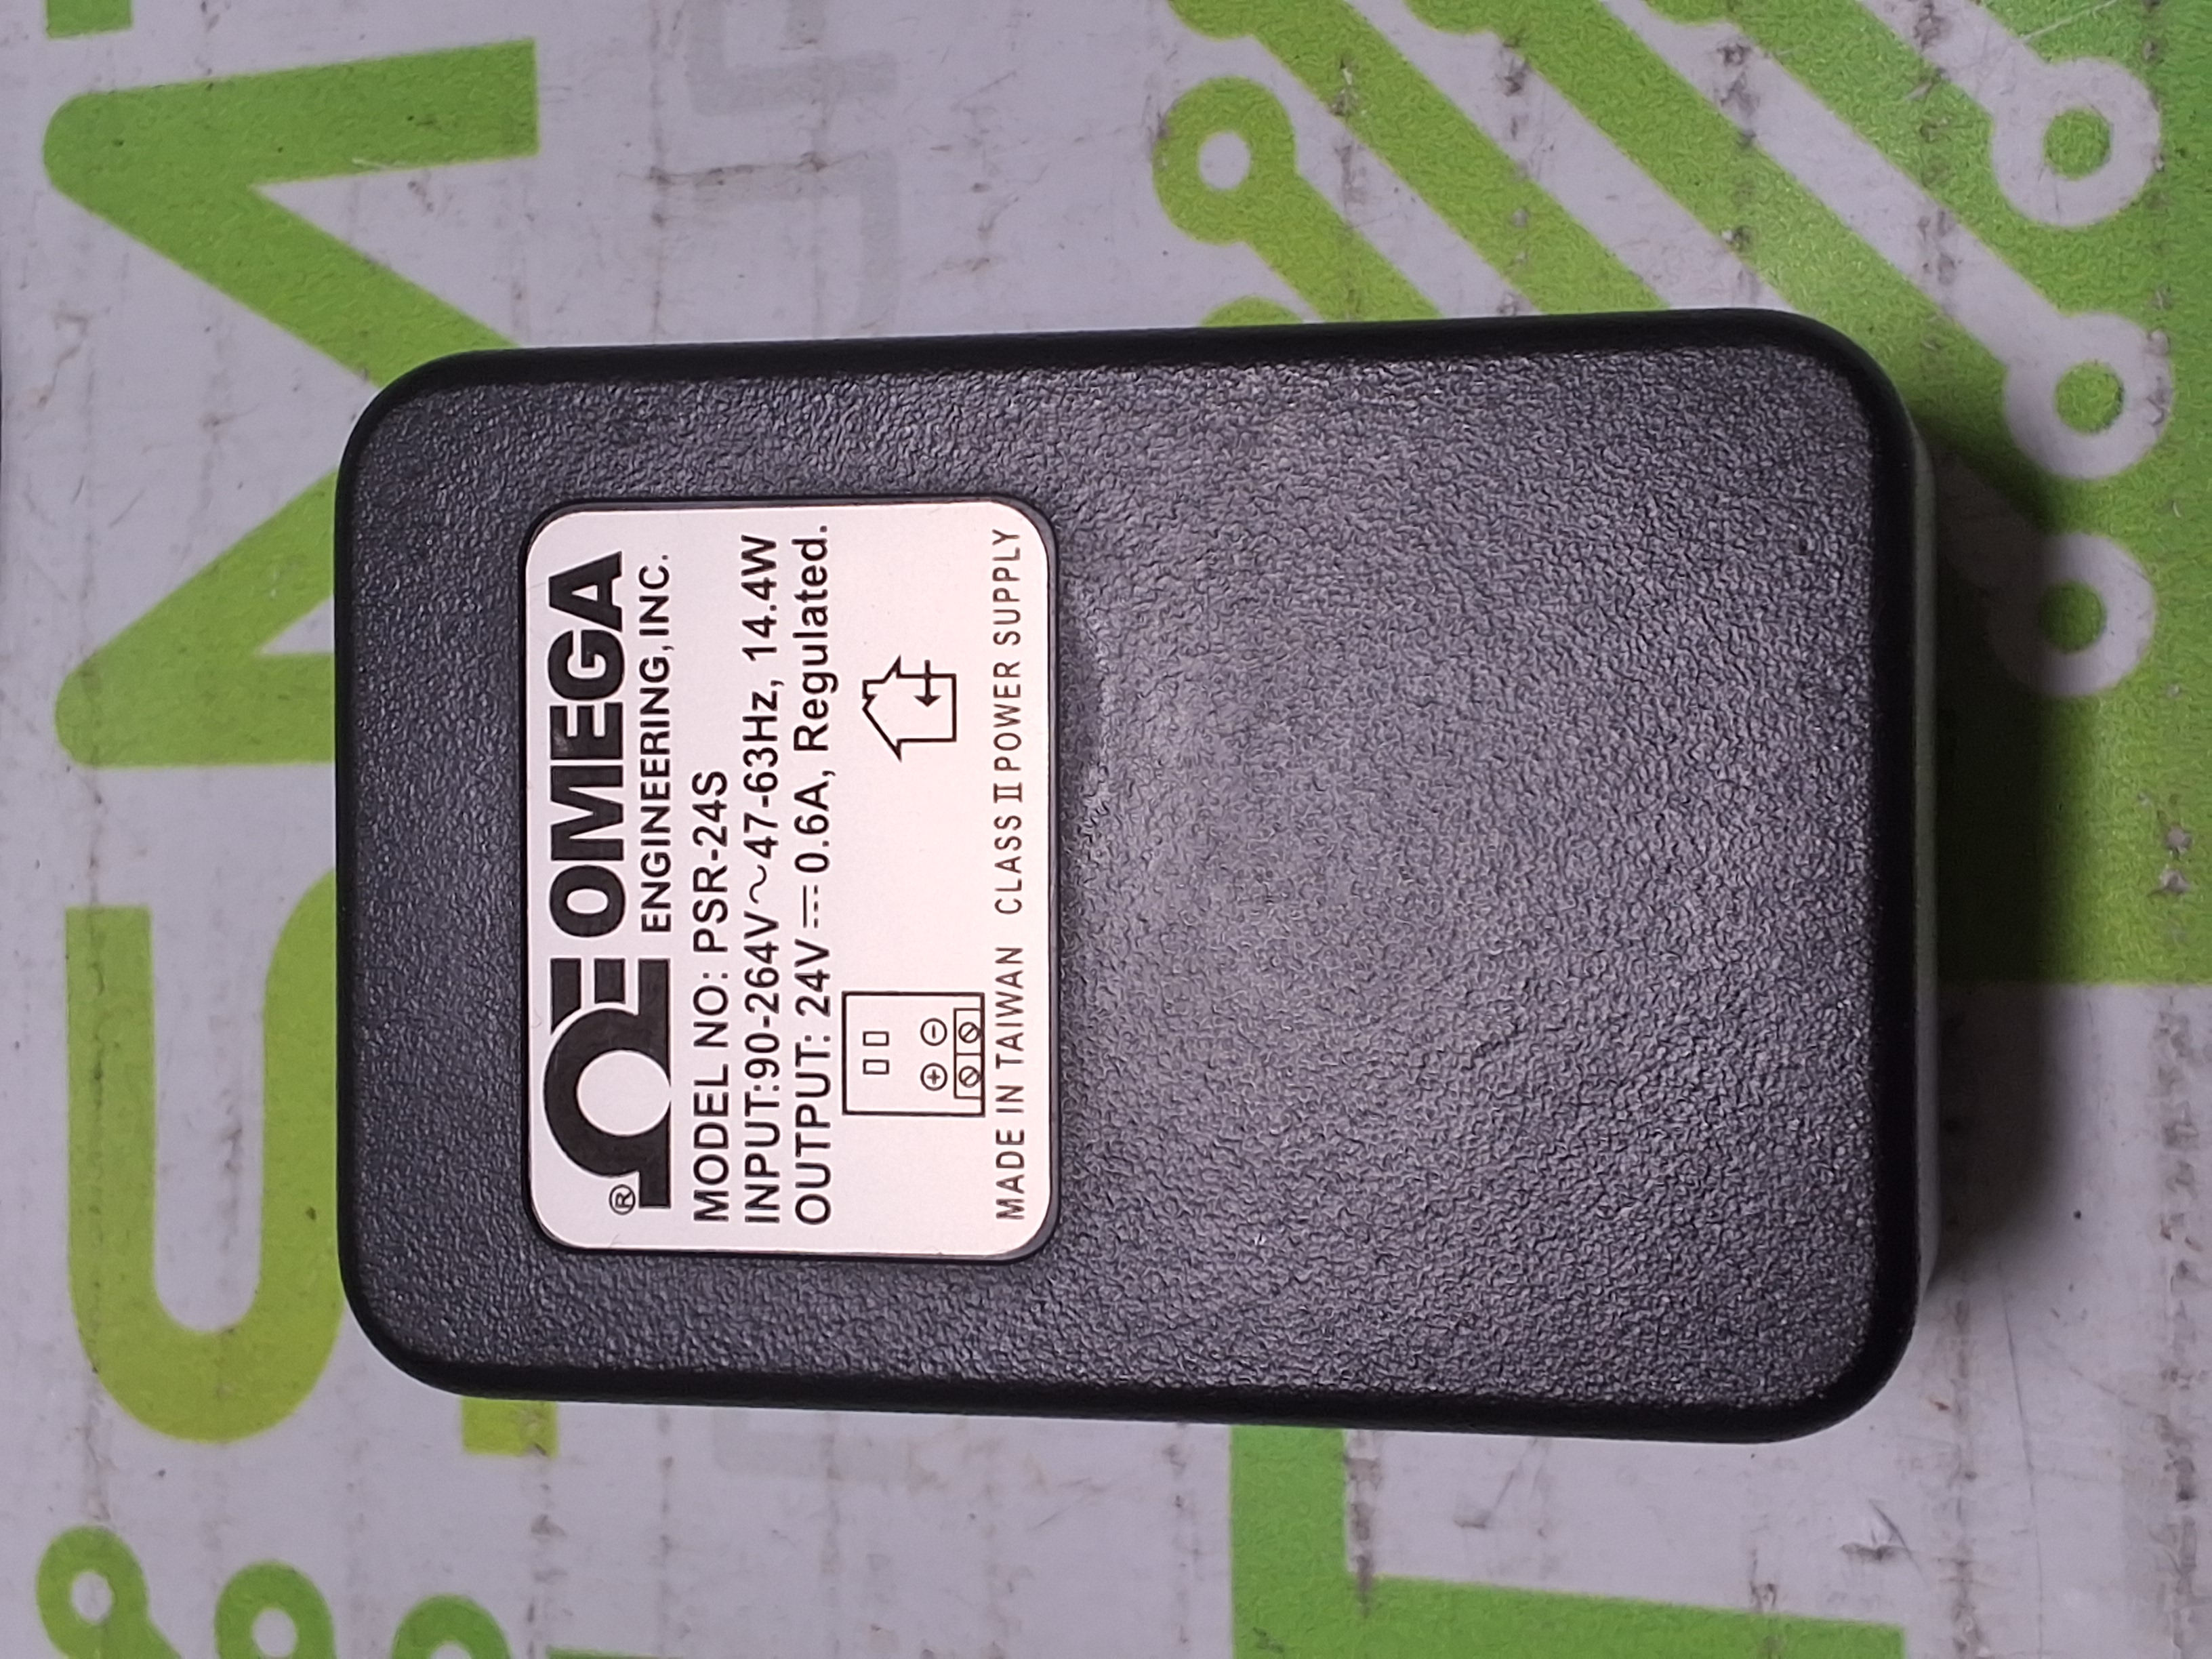 ® ΩE OMEGA
ENGINEERING, INC.
MODEL NO: PSR-24S
INPUT:90-264V~47-63Hz, 14.4W
OUTPUT: 24V⎓0.6A, Regulated.
+ −
MADE IN TAIWAN CLASS II POWER SUPPLY